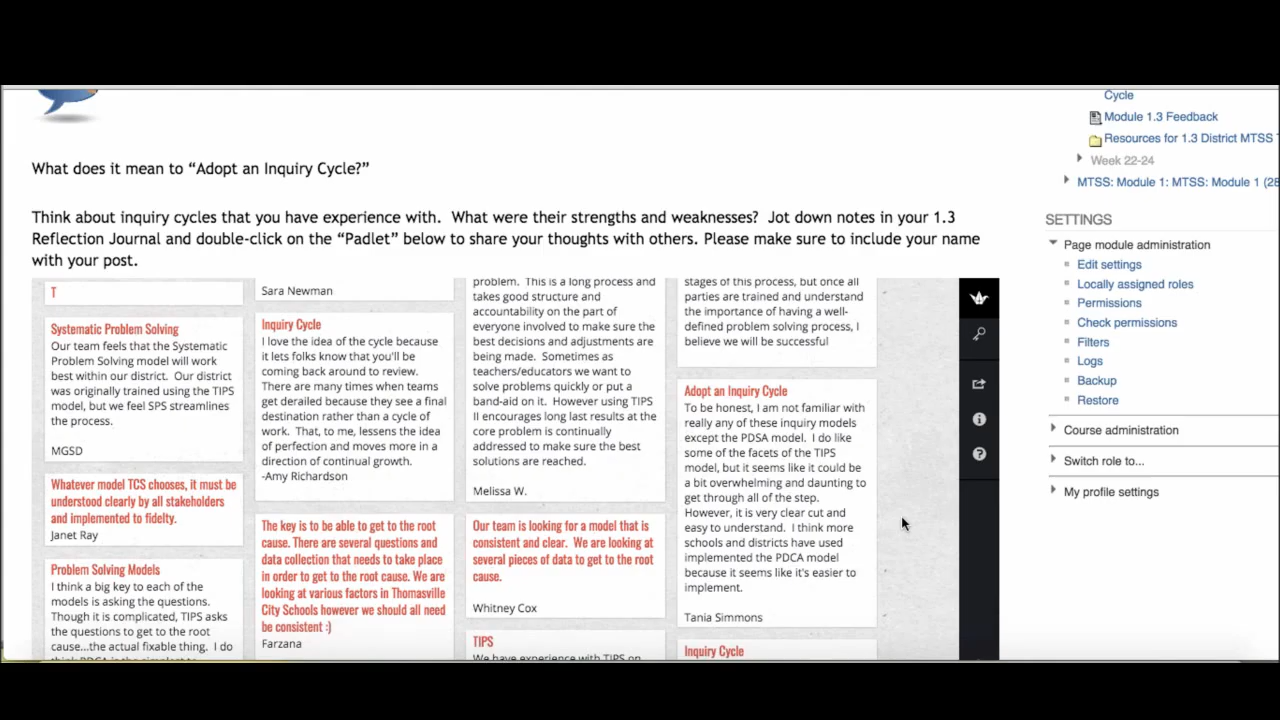 What does it mean to “Adopt an Inquiry Cycle?”
Think about inquiry cycles that you have experience with.  What were their strengths and weaknesses?  Jot down notes in your 1.3
Reflection Journal and double-click on the “Padlet” below to share your thoughts with others. Please make sure to include your name
with your post.
T
Systematic Problem Solving
Our team feels that the Systematic
Problem Solving model will work
best within our district.  Our district
was originally trained using the TIPS
model, but we feel SPS streamlines
the process.
MGSD
Whatever model TCS chooses, it must be
understood clearly by all stakeholders
and implemented to fidelty.
Janet Ray
Problem Solving Models
I think a big key to each of the
models is asking the questions.
Though it is complicated, TIPS asks
the questions to get to the root
cause...the actual fixable thing.  I do
Sara Newman
Inquiry Cycle
I love the idea of the cycle because
it lets folks know that you'll be
coming back around to review.
There are many times when teams
get derailed because they see a final
destination rather than a cycle of
work.  That, to me, lessens the idea
of perfection and moves more in a
direction of continual growth.
-Amy Richardson
The key is to be able to get to the root
cause. There are several questions and
data collection that needs to take place
in order to get to the root cause. We are
looking at various factors in Thomasville
City Schools however we should all need
be consistent :)
Farzana
problem.  This is a long process and
takes good structure and
accountability on the part of
everyone involved to make sure the
best decisions and adjustments are
being made.  Sometimes as
teachers/educators we want to
solve problems quickly or put a
band-aid on it.  However using TIPS
II encourages long last results at the
core problem is continually
addressed to make sure the best
solutions are reached.
Melissa W.
Our team is looking for a model that is
consistent and clear.  We are looking at
several pieces of data to get to the root
cause.
Whitney Cox
TIPS
We have experience with TIPS on
stages of this process, but once all
parties are trained and understand
the importance of having a well-
defined problem solving process, I
believe we will be successful
Adopt an Inquiry Cycle
To be honest, I am not familiar with
really any of these inquiry models
except the PDSA model.  I do like
some of the facets of the TIPS
model, but it seems like it could be
a bit overwhelming and daunting to
get through all of the step.
However, it is very clear cut and
easy to understand.  I think more
schools and districts have used
implemented the PDCA model
because it seems like it's easier to
implement.
Tania Simmons
Inquiry Cycle
Cycle
Module 1.3 Feedback
Resources for 1.3 District MTSS
Week 22-24
MTSS: Module 1: MTSS: Module 1 (28
SETTINGS
Page module administration
Edit settings
Locally assigned roles
Permissions
Check permissions
Filters
Logs
Backup
Restore
Course administration
Switch role to...
My profile settings